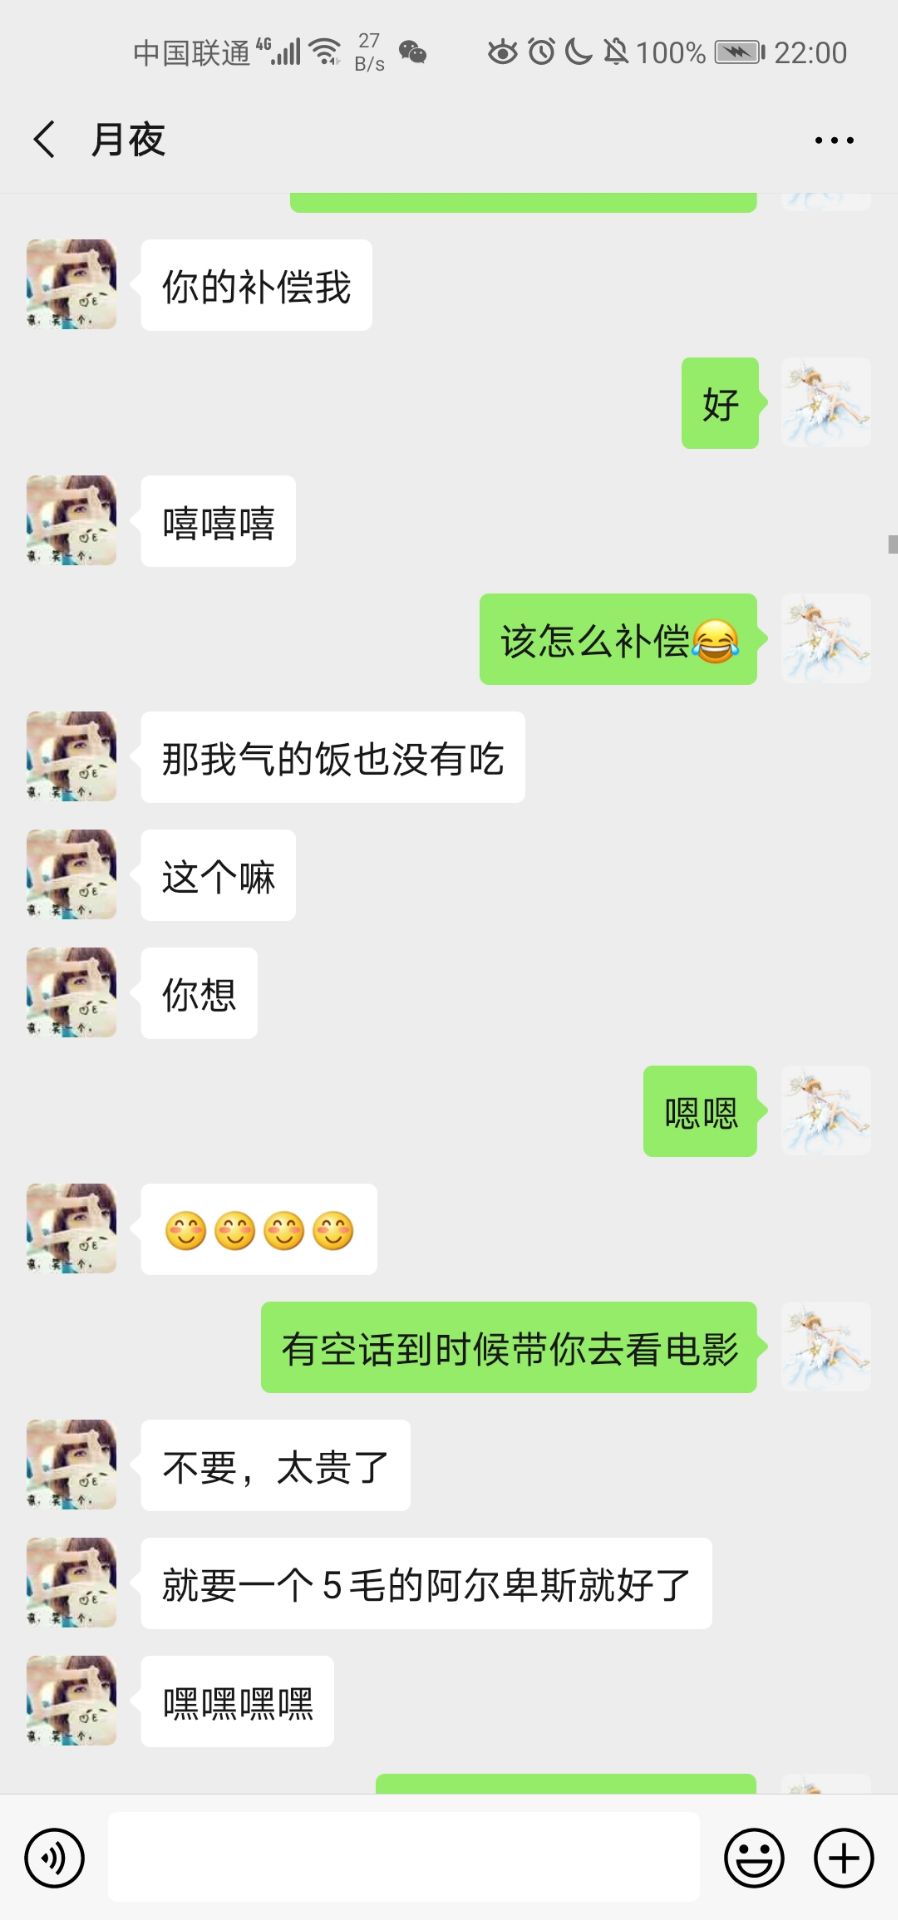 中国联通 4G 27 B/s 100% 22:00
月夜
你的补偿我
好
嘻嘻嘻
该怎么补偿😂
那我气的饭也没有吃
这个嘛
你想
嗯嗯
😊😊😊😊
有空话到时候带你去看电影
不要，太贵了
就要一个5毛的阿尔卑斯就好了
嘿嘿嘿嘿